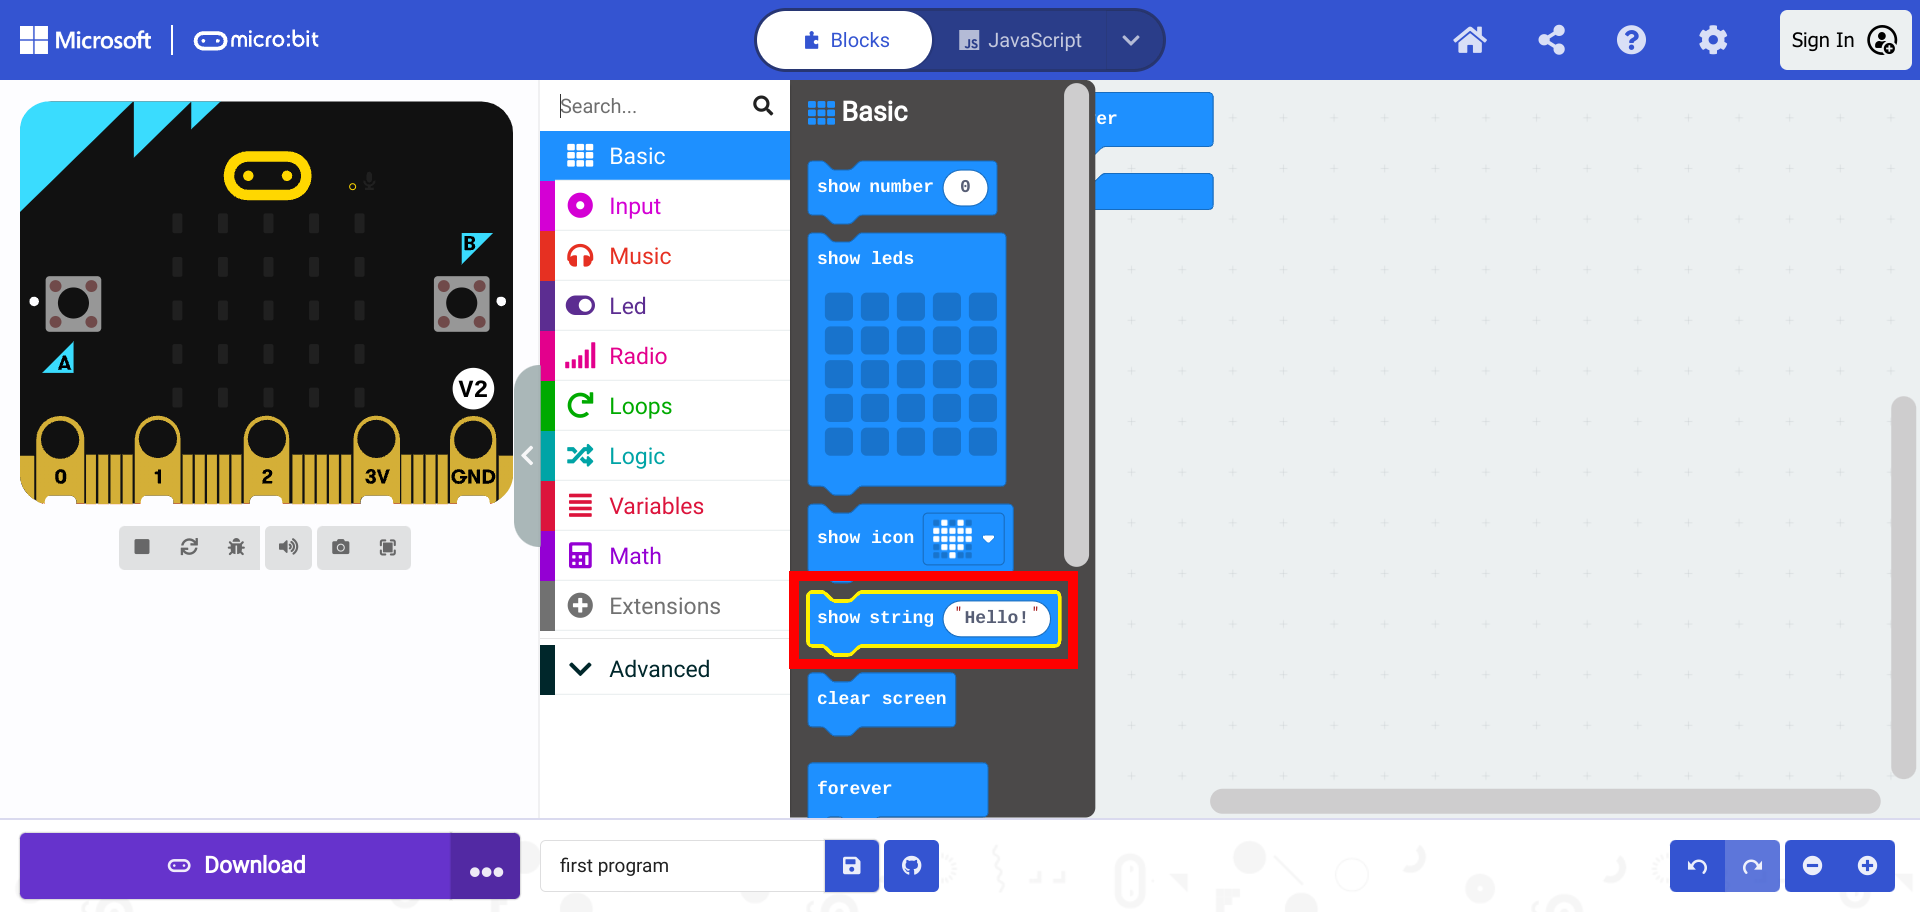 Microsoft
micro:bit
Blocks
JavaScript
Sign In
Search...
Basic
Input
Music
Led
Radio
Loops
Logic
Variables
Math
Extensions
Advanced
Basic
show number 0
show leds
show icon
show string "Hello!"
clear screen
forever
er
B
A
V2
0
1
2
3V
GND
Download
first program